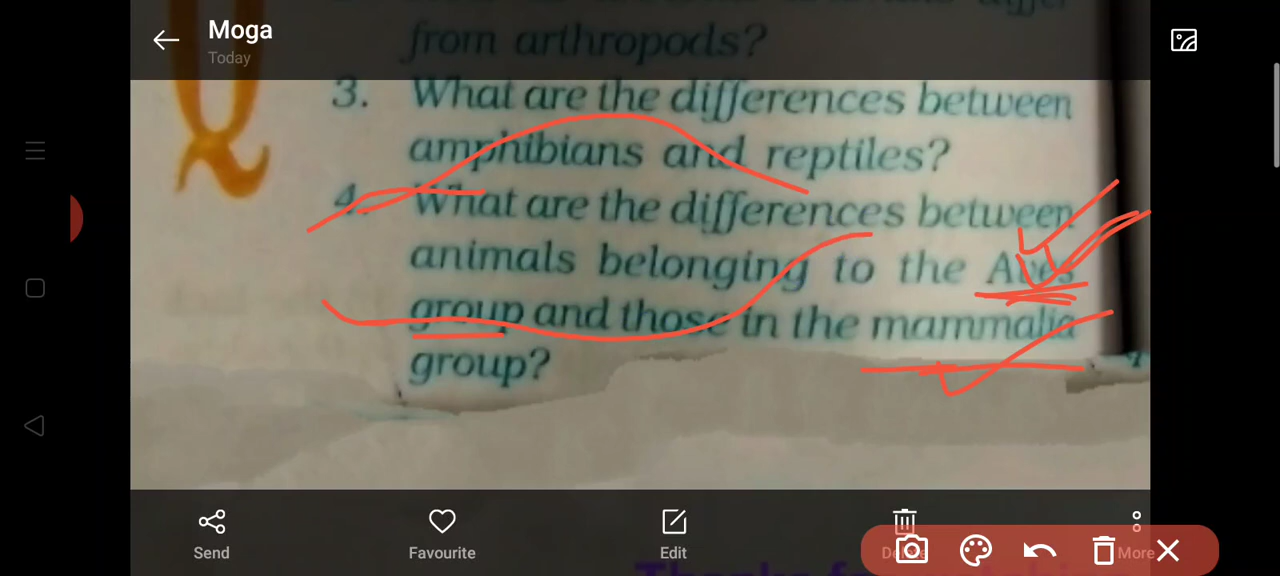 Moga
Today
from arthropods?
3. What are the differences between
amphibians and reptiles?
4. What are the differences between
animals belonging to the Aves
group and those in the mammalia
group?
Send
Favourite
Edit
More